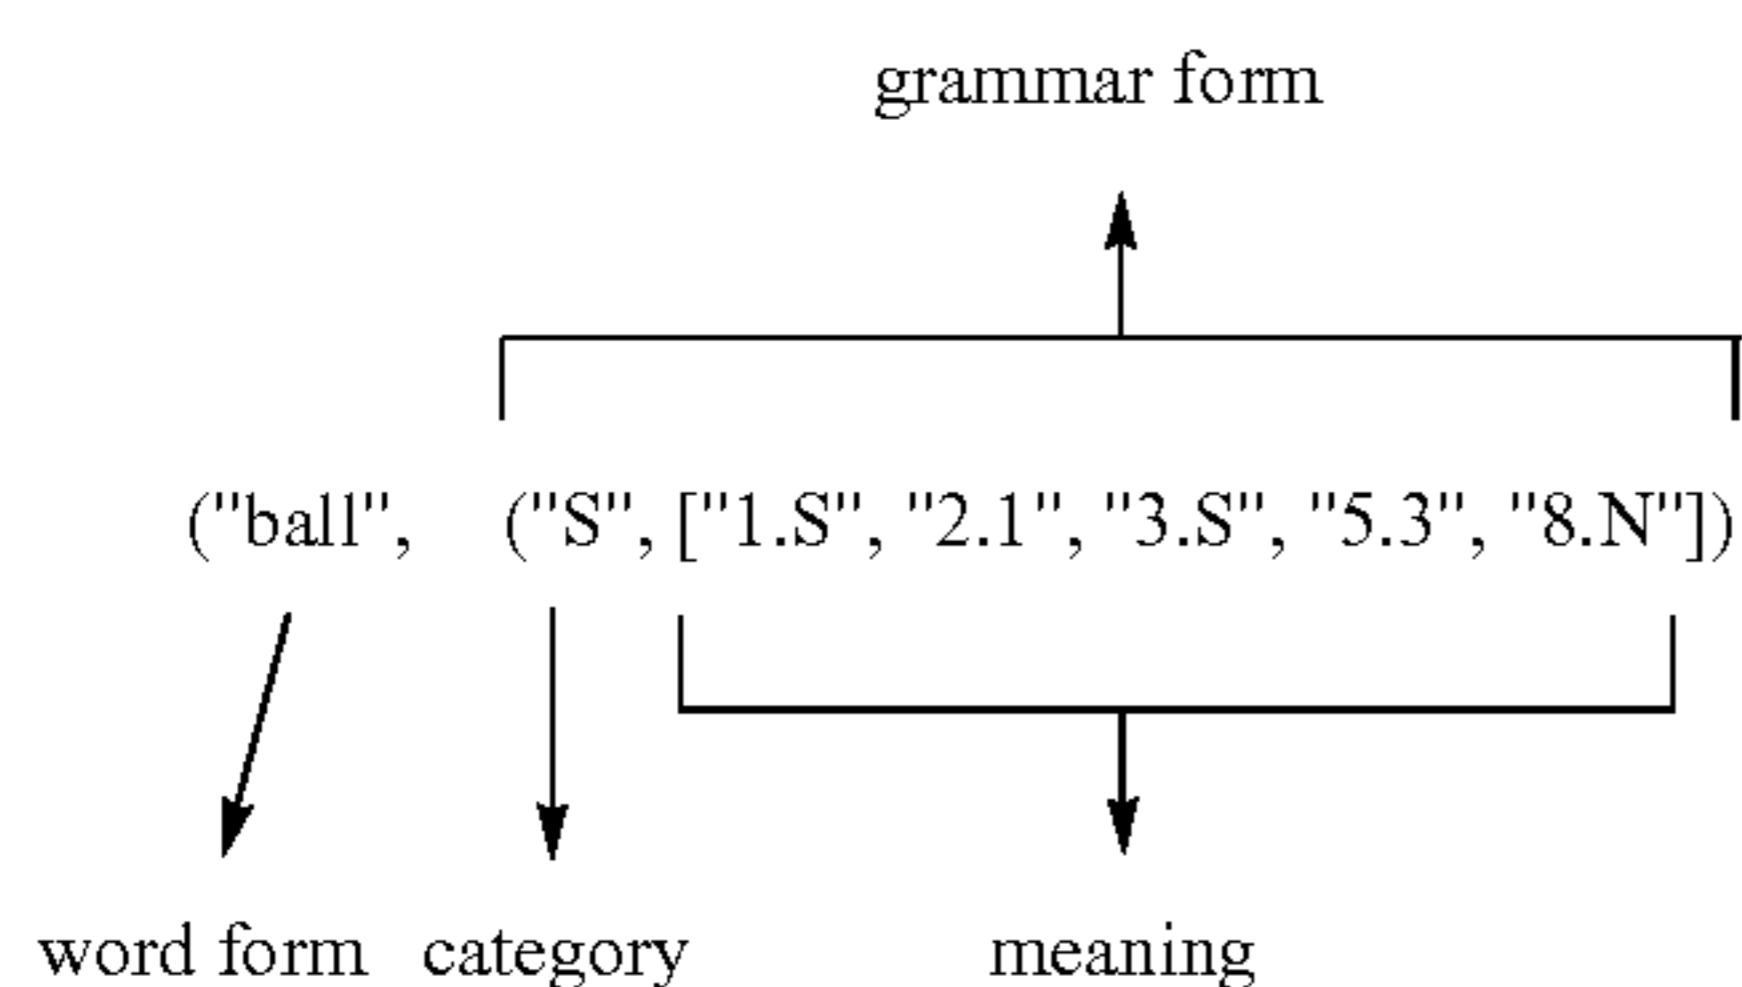 grammar form
("ball", ("S", ["1.S", "2.1", "3.S", "5.3", "8.N"])
word form category meaning